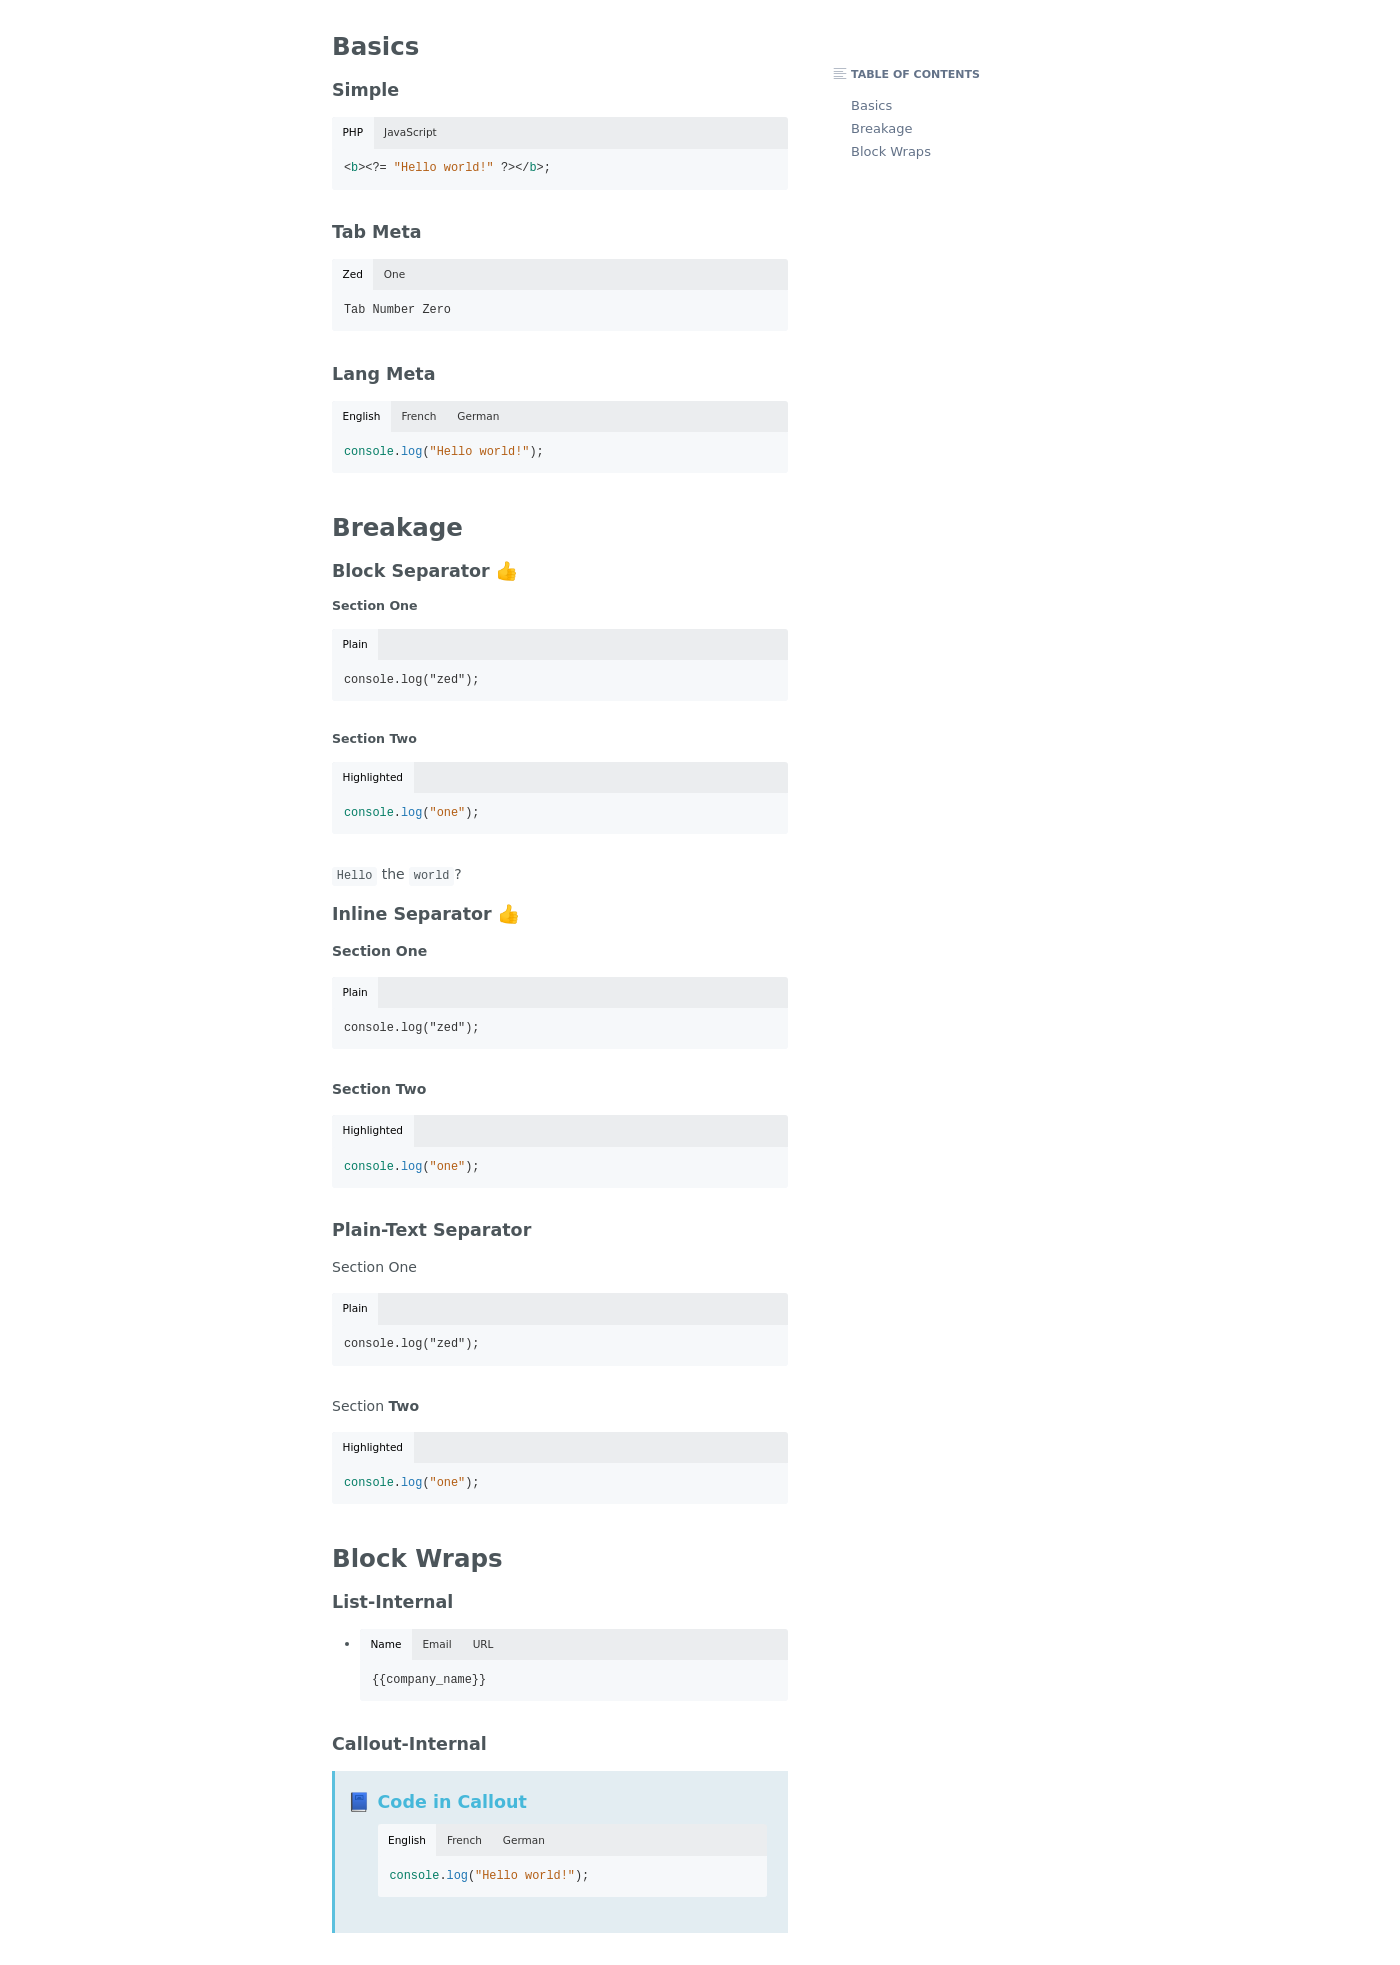 Basics
Simple
PHP JavaScript
<b><?= "Hello world!" ?></b>;
Tab Meta
Zed One
Tab Number Zero
Lang Meta
English French German
console.log("Hello world!");
Breakage
Block Separator 👍
Section One
Plain
console.log("zed");
Section Two
Highlighted
console.log("one");
Hello the world?
Inline Separator 👍
Section One
Plain
console.log("zed");
Section Two
Highlighted
console.log("one");
Plain-Text Separator
Section One
Plain
console.log("zed");
Section Two
Highlighted
console.log("one");
Block Wraps
List-Internal
• Name Email URL
{{company_name}}
Callout-Internal
📘 Code in Callout
English French German
console.log("Hello world!");
TABLE OF CONTENTS
Basics
Breakage
Block Wraps